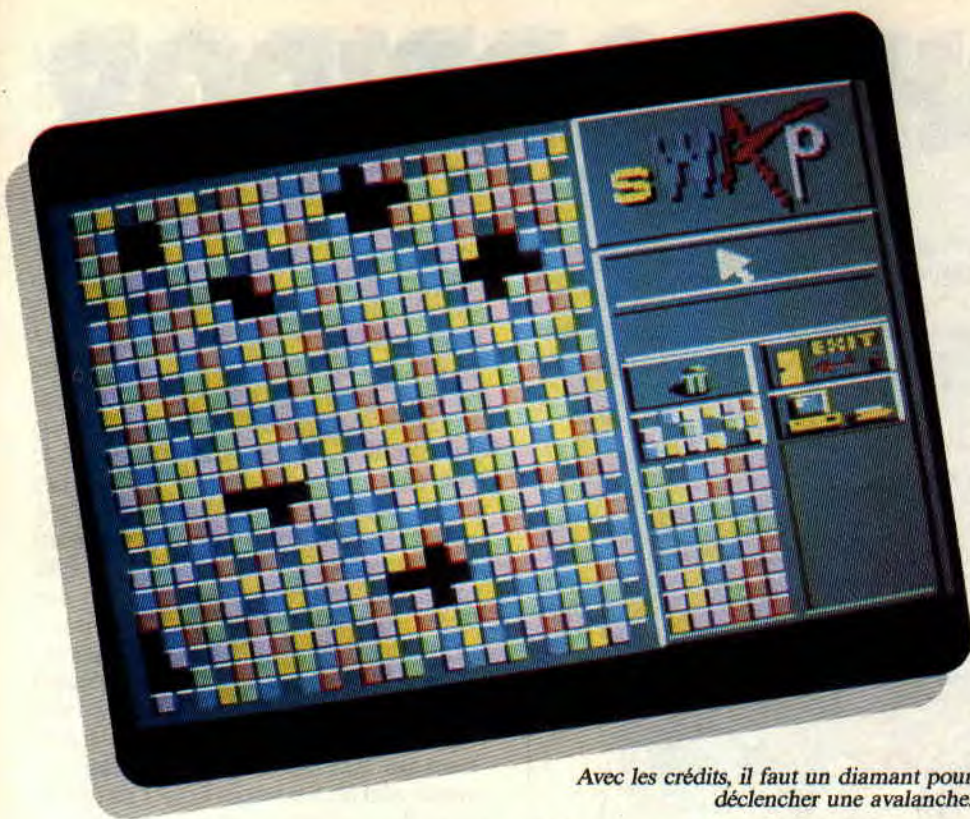 sWAP
EXIT
Avec les crédits, il faut un diamant pour
déclencher une avalanche.